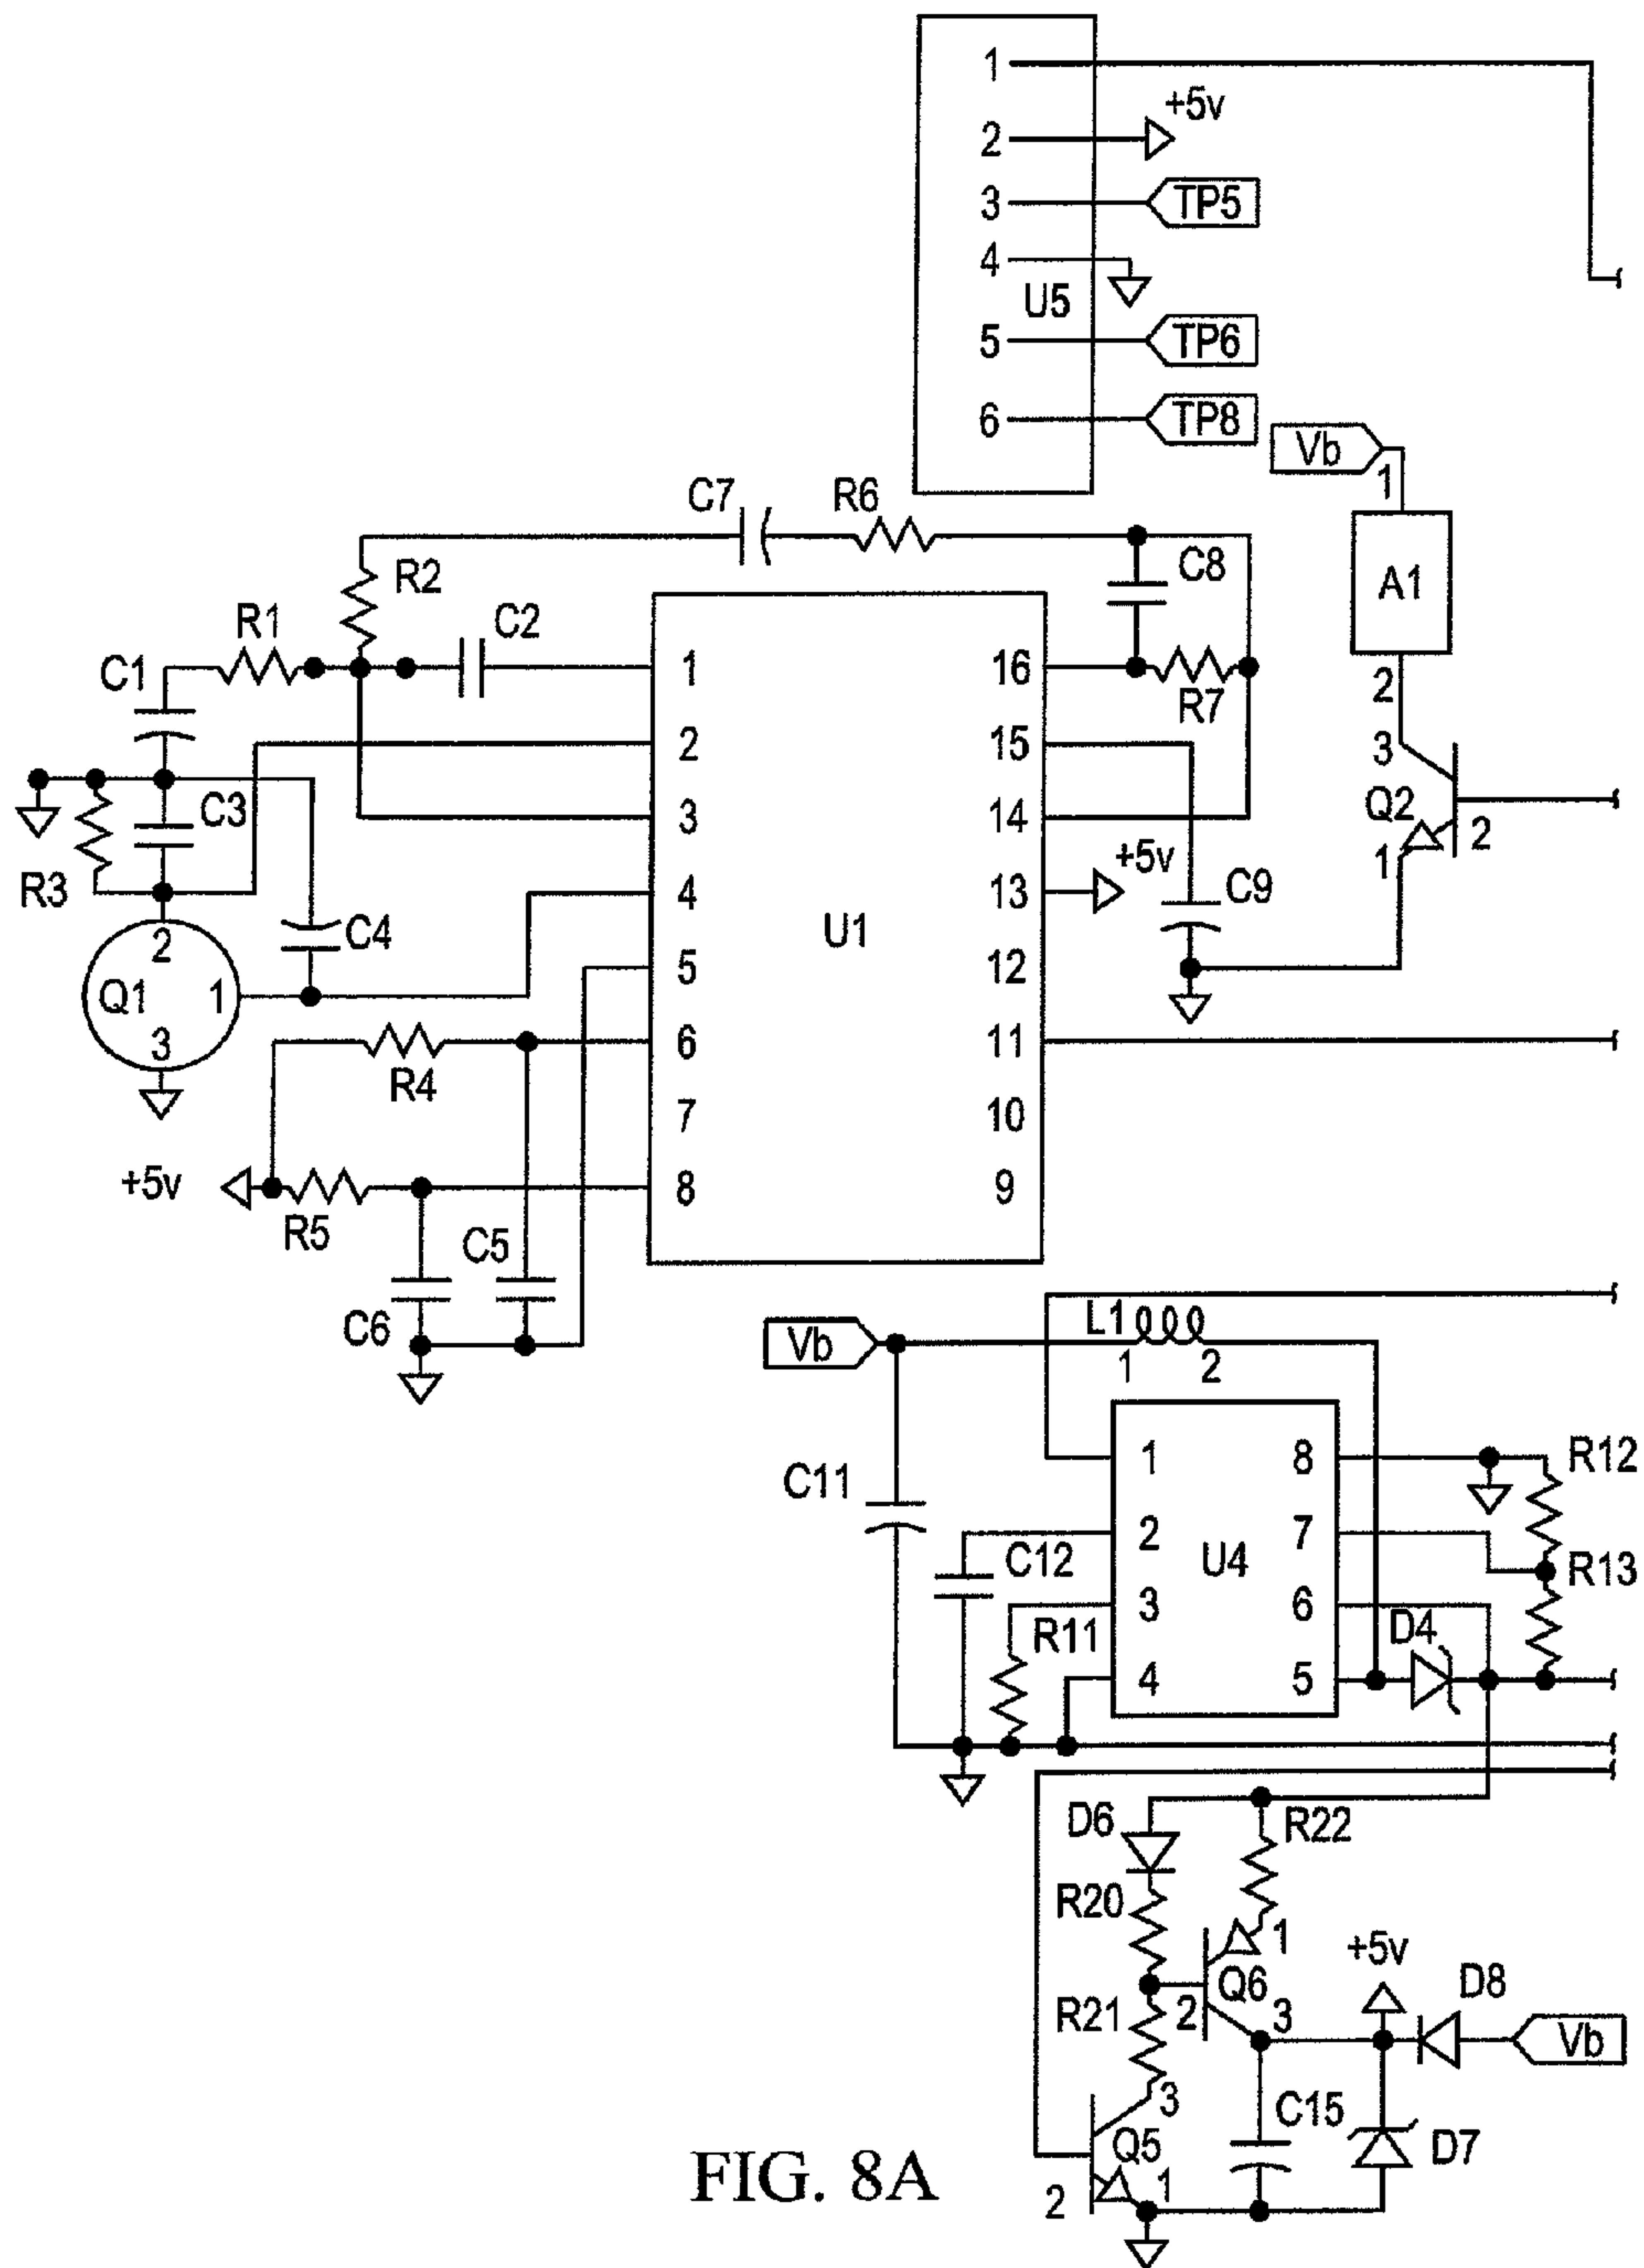 1
+5v
2
3 TP5
4
U5
5 TP6
6 TP8
Vb
1
C7 R6
R2 C8
A1
R1 C2
C1
1 16
R7 2
2 15 3
C3 3 14 Q2 2
+5v 1
R3 4 13 C9
2 C4 U1
5 12
Q1 1
3 6 11
R4
7 10
+5v 8 9
R5
C5
C6
L1
Vb
1 2
1 8 R12
C11
2 7
C12 U4 R13
3 6
R11 D4
4 5
D6 R22
R20
1
+5v
Q6 D8
R21 2 3
Vb
3
C15
Q5 D7
1
2
FIG. 8A